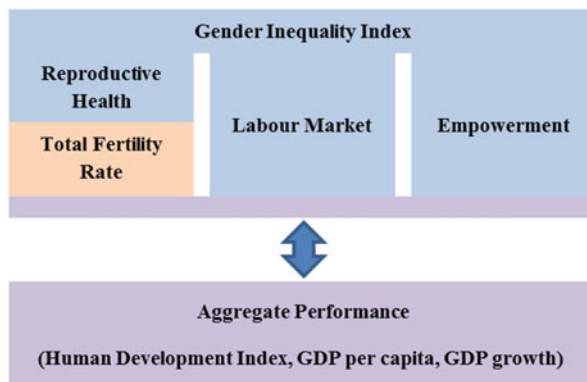 Gender Inequality Index
Reproductive
Health
Total Fertility
Rate
Labour Market
Empowerment
Aggregate Performance
(Human Development Index, GDP per capita, GDP growth)